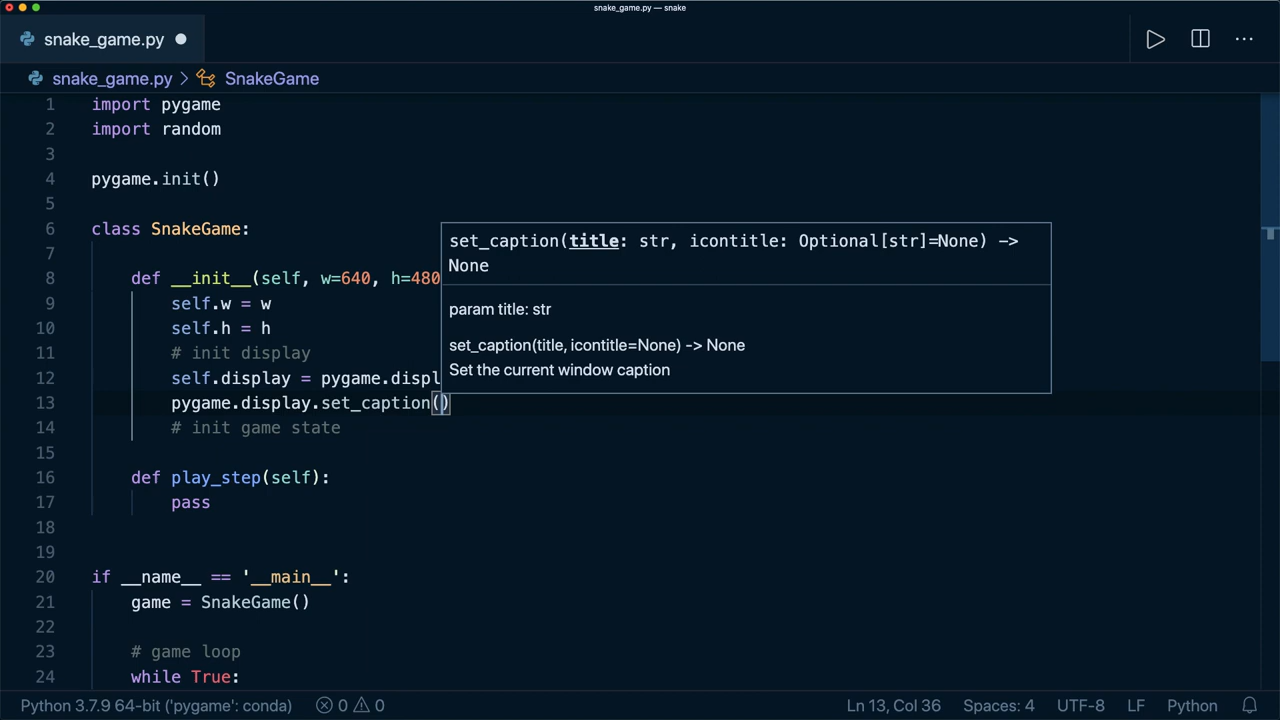 snake_game.py — snake
snake_game.py
snake_game.py > SnakeGame
1 import pygame
2 import random
3
4 pygame.init()
5
6 class SnakeGame:
7
8 def __init__(self, w=640, h=480
9 self.w = w
10 self.h = h
11 # init display
12 self.display = pygame.displ
13 pygame.display.set_caption()
14 # init game state
15
16 def play_step(self):
17 pass
18
19
20 if __name__ == '__main__':
21 game = SnakeGame()
22
23 # game loop
24 while True:
set_caption(title: str, icontitle: Optional[str]=None) ->
None
param title: str
set_caption(title, icontitle=None) -> None
Set the current window caption
Python 3.7.9 64-bit ('pygame': conda) 0 0 Ln 13, Col 36 Spaces: 4 UTF-8 LF Python